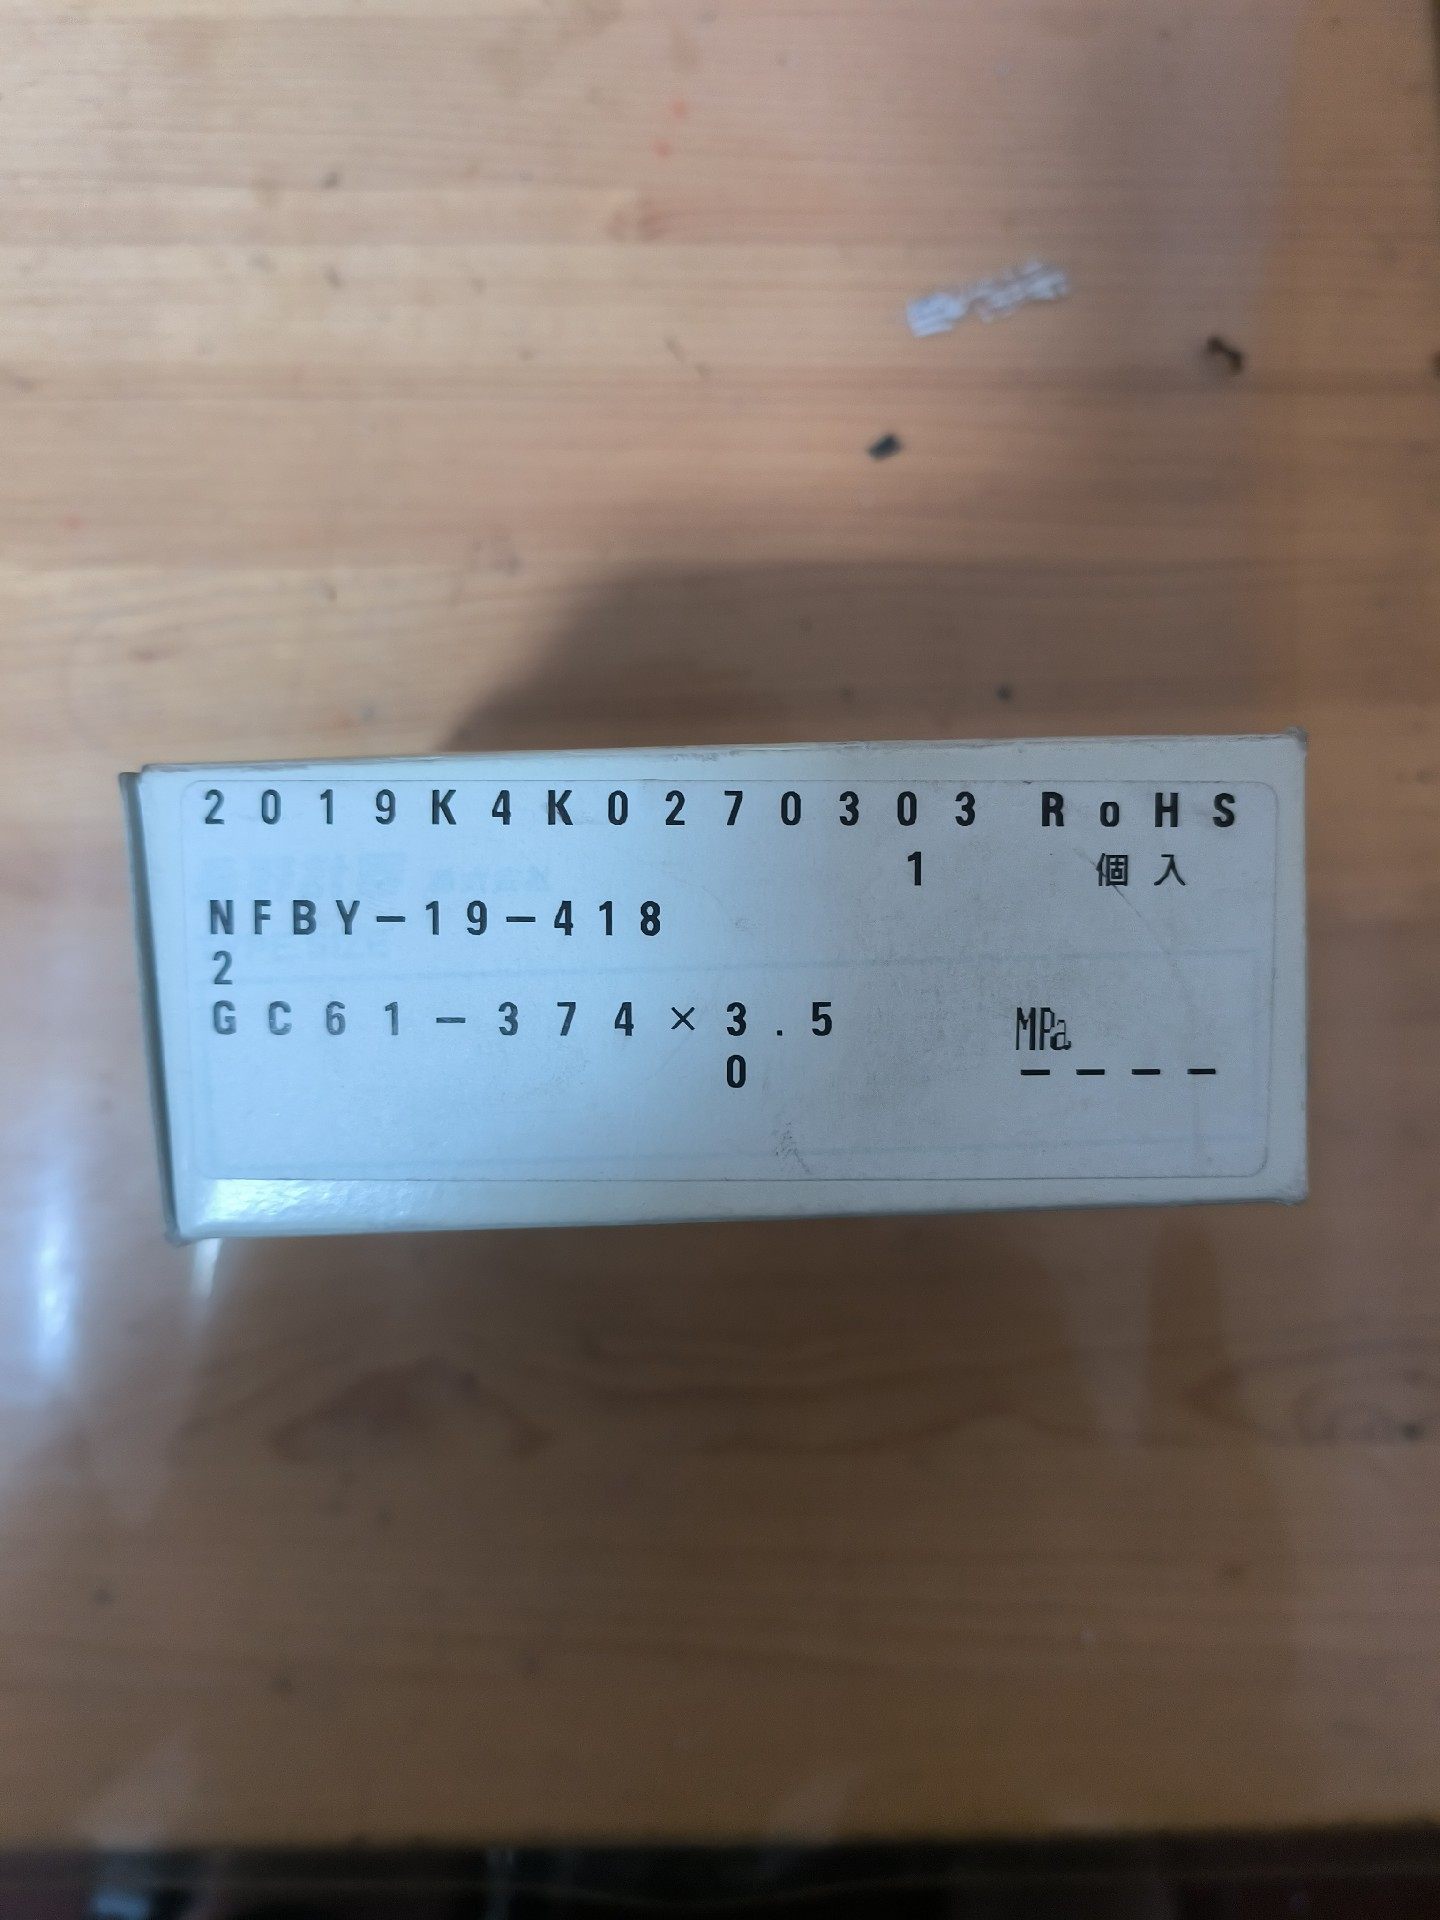 2019K4K0270303 RoHS
1 個入
NFBY-19-418
2
GC61-374×3.5 MPa
0 ----